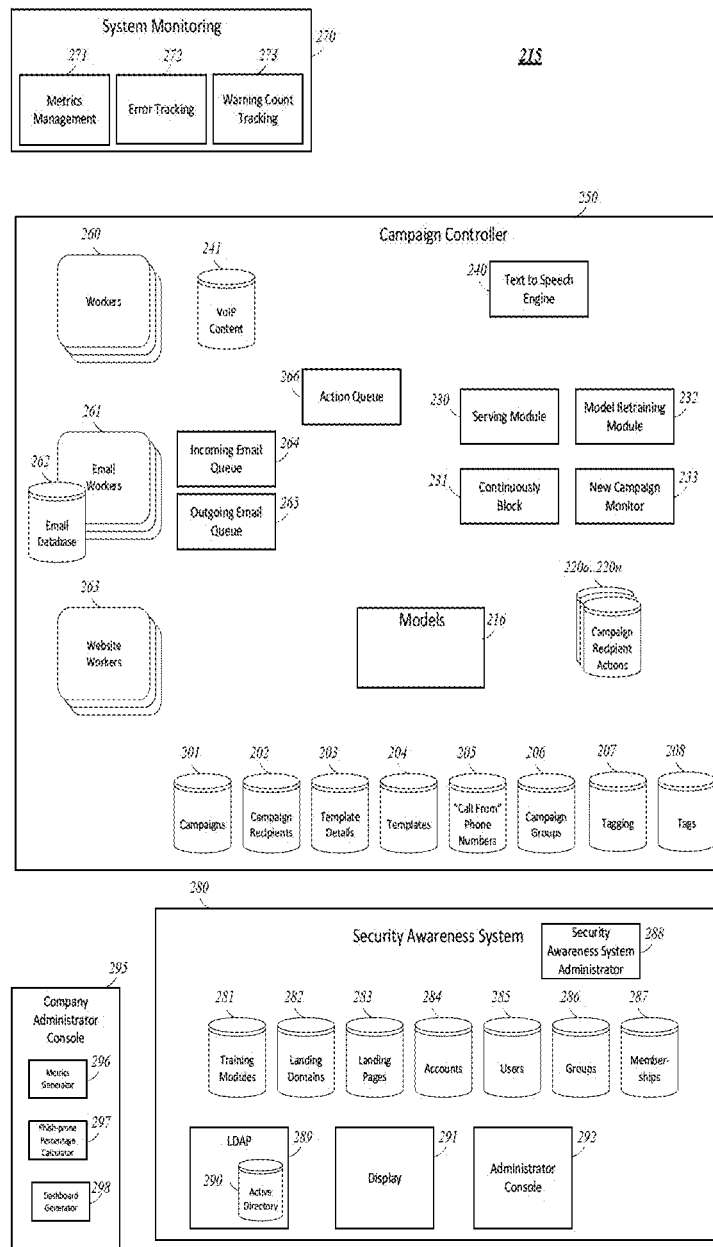 System Monitoring
270
271
272
273
Metrics
Management
Error Tracking
Warning Count
Tracking
215
250
Campaign Controller
260
Workers
241
VoIP
Content
240
Text to Speech
Engine
266
Action Queue
230
Serving Module
232
Model Retraining
Module
261
Email
Workers
262
Email
Database
264
Incoming Email
Queue
265
Outgoing Email
Queue
231
Continuously
Block
233
New Campaign
Monitor
263
Website
Workers
Models
216
220a..220n
Campaign
Recipient
Actions
201
202
203
204
205
206
207
208
Campaigns
Campaign
Recipients
Template
Details
Templates
"Call From"
Phone
Numbers
Campaign
Groups
Tagging
Tags
280
Security Awareness System
288
Security
Awareness System
Administrator
295
Company
Administrator
Console
296
Metrics
Generator
297
Phish-prone
Percentage
Calculator
298
Dashboard
Generator
281
282
283
284
285
286
287
Training
Modules
Landing
Domains
Landing
Pages
Accounts
Users
Groups
Member-
ships
LDAP
289
290
Active
Directory
291
Display
292
Administrator
Console